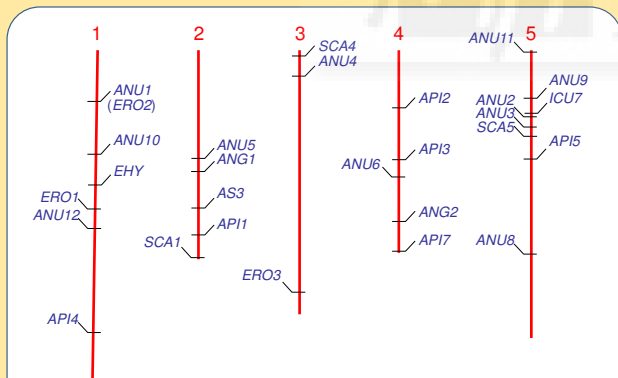 1
ANU1
(ERO2)
ANU10
EHY
ERO1
ANU12
API4
2
ANU5
ANG1
AS3
API1
SCA1
3
SCA4
ANU4
ERO3
4
API2
API3
ANU6
ANG2
API7
5
ANU11
ANU9
ANU2
ICU7
ANU3
SCA5
API5
ANU8